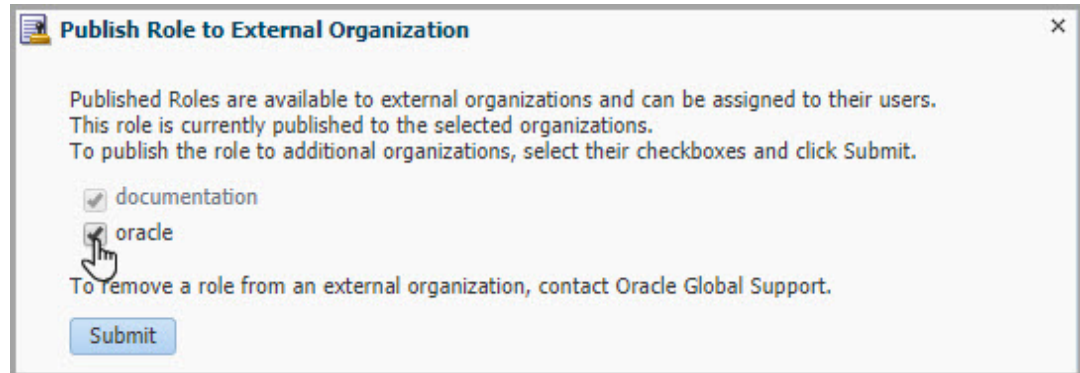 Publish Role to External Organization
Published Roles are available to external organizations and can be assigned to their users.
This role is currently published to the selected organizations.
To publish the role to additional organizations, select their checkboxes and click Submit.
documentation
oracle
To remove a role from an external organization, contact Oracle Global Support.
Submit